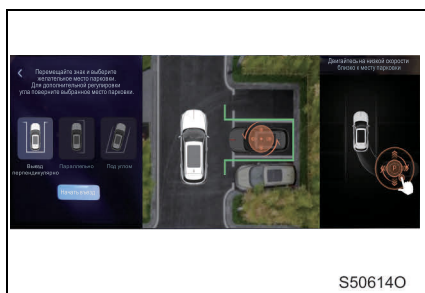 Перемещайте знак и выберите
желательное место парковки.
Для дополнительной регулировки
угла поверните выбранное место парковки.
Выезд
перпендикулярно
Параллельно
Под углом
Начать въезд
Двигайтесь на низкой скорости
близко к месту парковки
P
S50614O